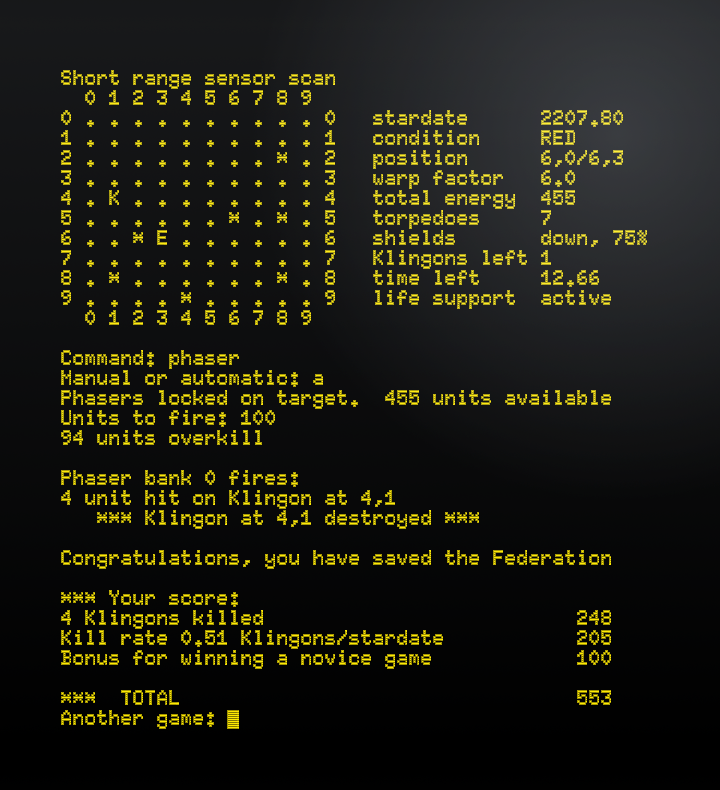 Short range sensor scan
  0 1 2 3 4 5 6 7 8 9
0 . . . . . . . . . . 0   stardate      2207.80
1 . . . . . . . . . . 1   condition     RED
2 . . . . . . . . * . 2   position      6,0/6,3
3 . . . . . . . . . . 3   warp factor   6.0
4 . K . . . . . . . . 4   total energy  455
5 . . . . . . * . * . 5   torpedoes     7
6 . . * E . . . . . . 6   shields       down, 75%
7 . . . . . . . . . . 7   Klingons left 1
8 . * . . . . . . * . 8   time left     12.66
9 . . . . * . . . . . 9   life support  active
  0 1 2 3 4 5 6 7 8 9
Command: phaser
Manual or automatic: a
Phasers locked on target.  455 units available
Units to fire: 100
94 units overkill
Phaser bank 0 fires:
4 unit hit on Klingon at 4,1
   *** Klingon at 4,1 destroyed ***
Congratulations, you have saved the Federation
*** Your score:
4 Klingons killed                          248
Kill rate 0.51 Klingons/stardate           205
Bonus for winning a novice game            100
***  TOTAL                                 553
Another game: